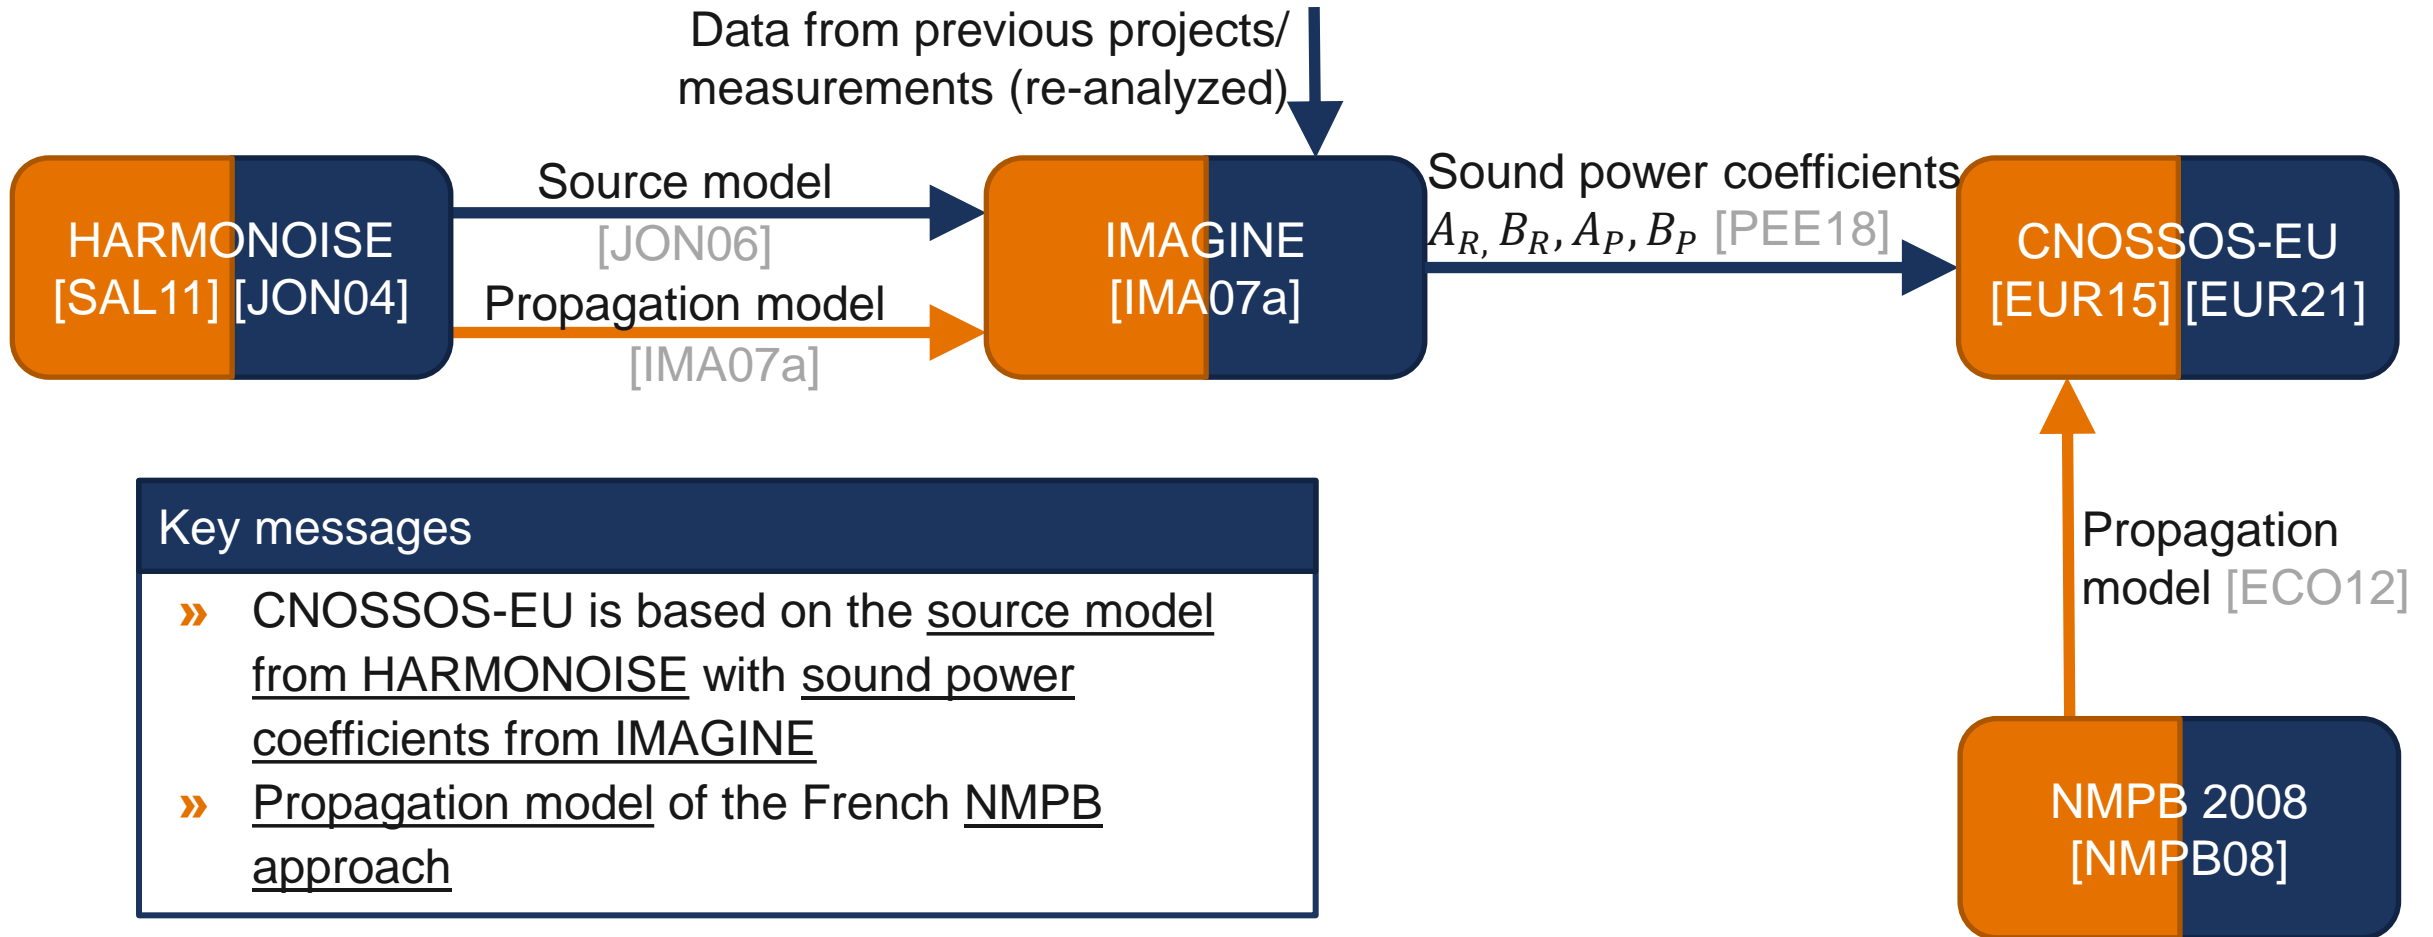 Data from previous projects/
measurements (re-analyzed)
HARMONOISE
[SAL11] [JON04]
Source model
[JON06]
Propagation model
[IMA07a]
IMAGINE
[IMA07a]
Sound power coefficients
A_R, B_R, A_P, B_P [PEE18]
CNOSSOS-EU
[EUR15] [EUR21]
Propagation
model [ECO12]
NMPB 2008
[NMPB08]
Key messages
» CNOSSOS-EU is based on the source model
from HARMONOISE with sound power
coefficients from IMAGINE
» Propagation model of the French NMPB
approach